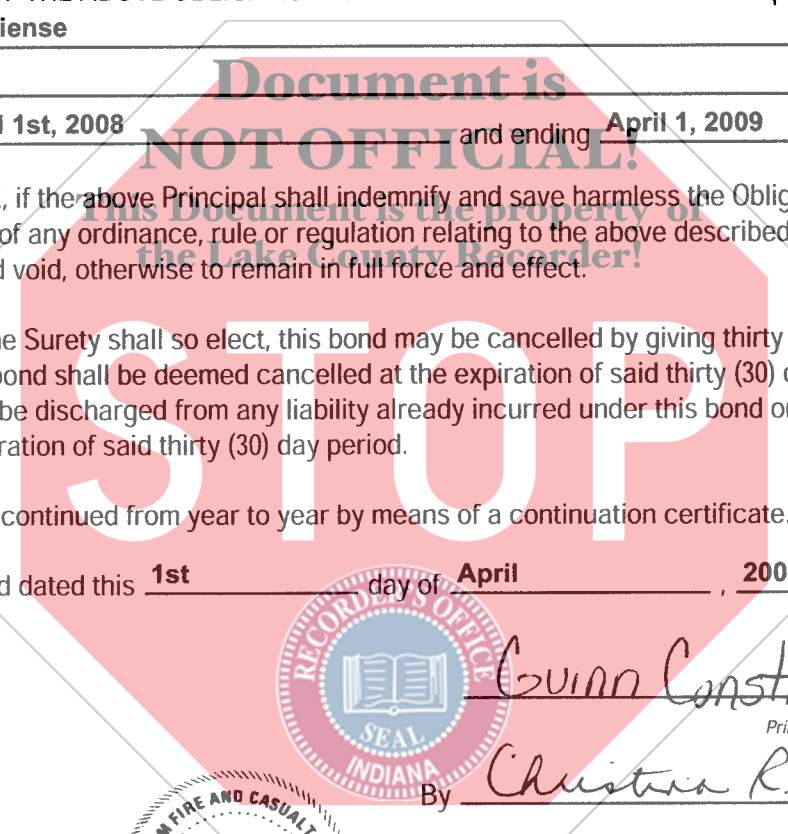 iense
Document is
1st, 2008 and ending April 1, 2009
NOT OFFICIAL!
, if the above Principal shall indemnify and save harmless the Oblig
This Document is the property of
of any ordinance, rule or regulation relating to the above described
the Lake County Recorder!
d void, otherwise to remain in full force and effect.
ne Surety shall so elect, this bond may be cancelled by giving thirty
bond shall be deemed cancelled at the expiration of said thirty (30)
be discharged from any liability already incurred under this bond or
ration of said thirty (30) day period.
STOP
continued from year to year by means of a continuation certificate.
d dated this 1st day of April , 200
RECORDER'S OFFICE
SEAL
INDIANA
Guinn Const
Pri
By Christina R.
FIRE AND CASUALT